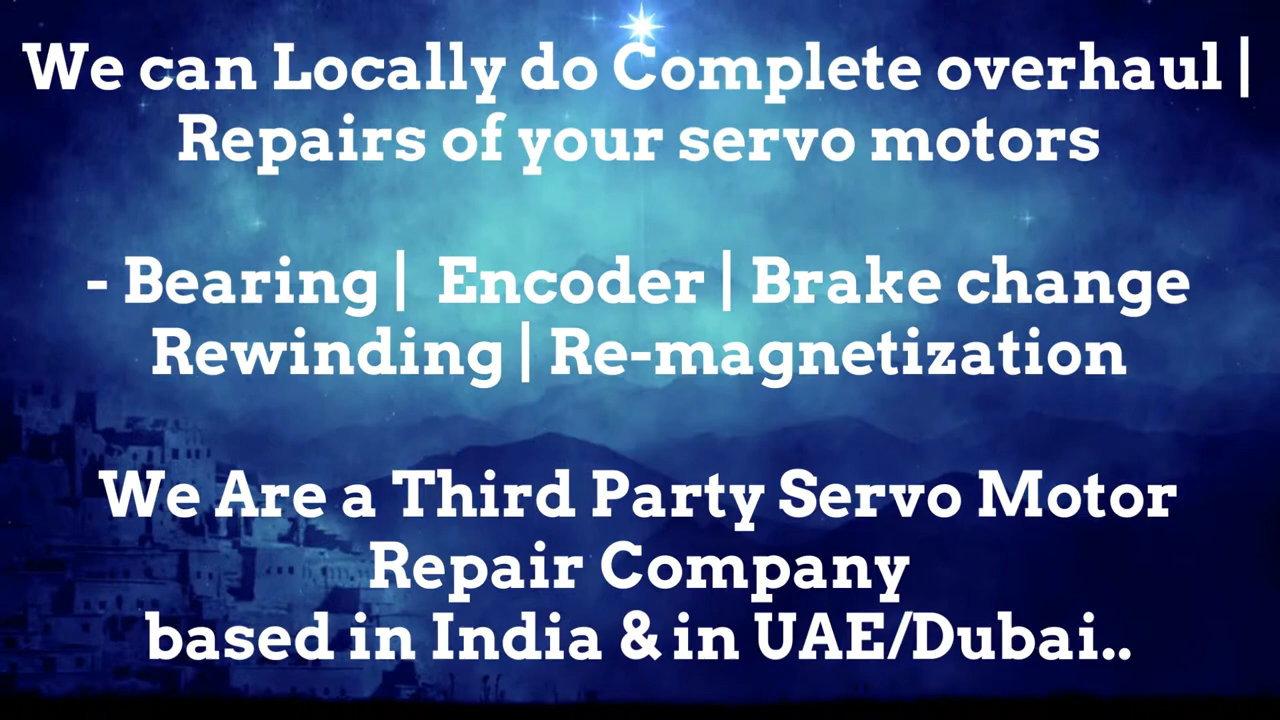 We can Locally do Complete overhaul |
Repairs of your servo motors
- Bearing | Encoder | Brake change
Rewinding | Re-magnetization
We Are a Third Party Servo Motor
Repair Company
based in India & in UAE/Dubai..